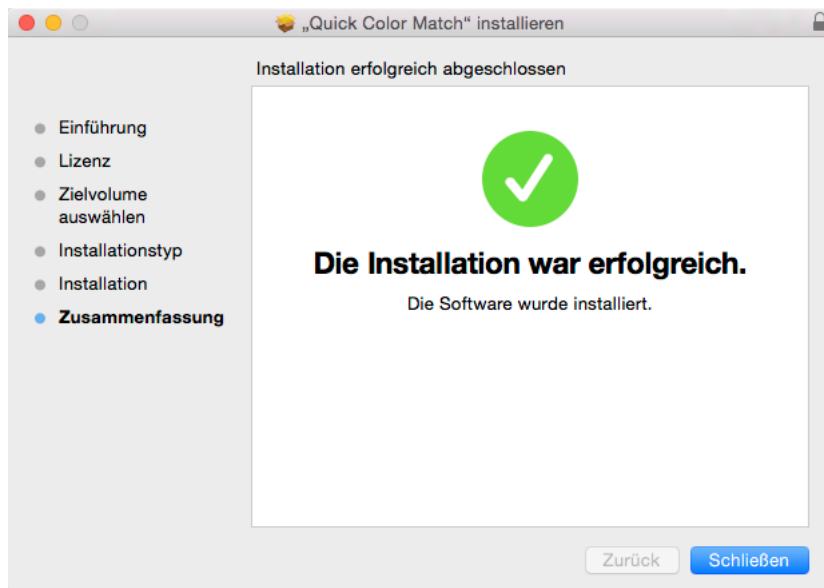 „Quick Color Match“ installieren
Installation erfolgreich abgeschlossen
Einführung
Lizenz
Zielvolume
auswählen
Installationstyp
Installation
Zusammenfassung
Die Installation war erfolgreich.
Die Software wurde installiert.
Zurück
Schließen